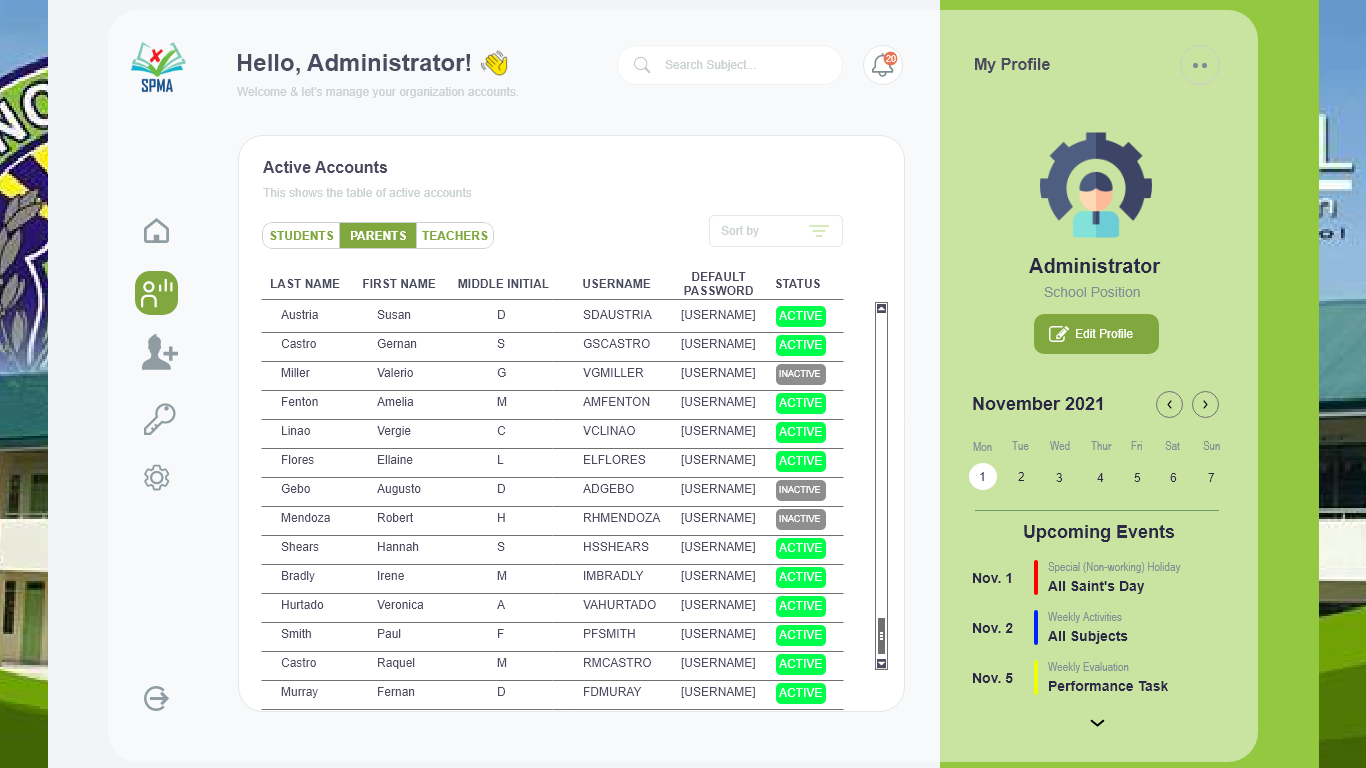 SPMA
Hello, Administrator! 👋
Welcome & let's manage your organization accounts.
Search Subject...
20
Active Accounts
This shows the table of active accounts
STUDENTS PARENTS TEACHERS
Sort by
LAST NAME FIRST NAME MIDDLE INITIAL USERNAME DEFAULT PASSWORD STATUS
Austria Susan D SDAUSTRIA [USERNAME] ACTIVE
Castro Gernan S GSCASTRO [USERNAME] ACTIVE
Miller Valerio G VGMILLER [USERNAME] INACTIVE
Fenton Amelia M AMFENTON [USERNAME] ACTIVE
Linao Vergie C VCLINAO [USERNAME] ACTIVE
Flores Ellaine L ELFLORES [USERNAME] ACTIVE
Gebo Augusto D ADGEBO [USERNAME] INACTIVE
Mendoza Robert H RHMENDOZA [USERNAME] INACTIVE
Shears Hannah S HSSHEARS [USERNAME] ACTIVE
Bradly Irene M IMBRADLY [USERNAME] ACTIVE
Hurtado Veronica A VAHURTADO [USERNAME] ACTIVE
Smith Paul F PFSMITH [USERNAME] ACTIVE
Castro Raquel M RMCASTRO [USERNAME] ACTIVE
Murray Fernan D FDMURAY [USERNAME] ACTIVE
My Profile
Administrator
School Position
Edit Profile
November 2021
Mon Tue Wed Thur Fri Sat Sun
1 2 3 4 5 6 7
Upcoming Events
Nov. 1
Special (Non-working) Holiday
All Saint's Day
Nov. 2
Weekly Activities
All Subjects
Nov. 5
Weekly Evaluation
Performance Task